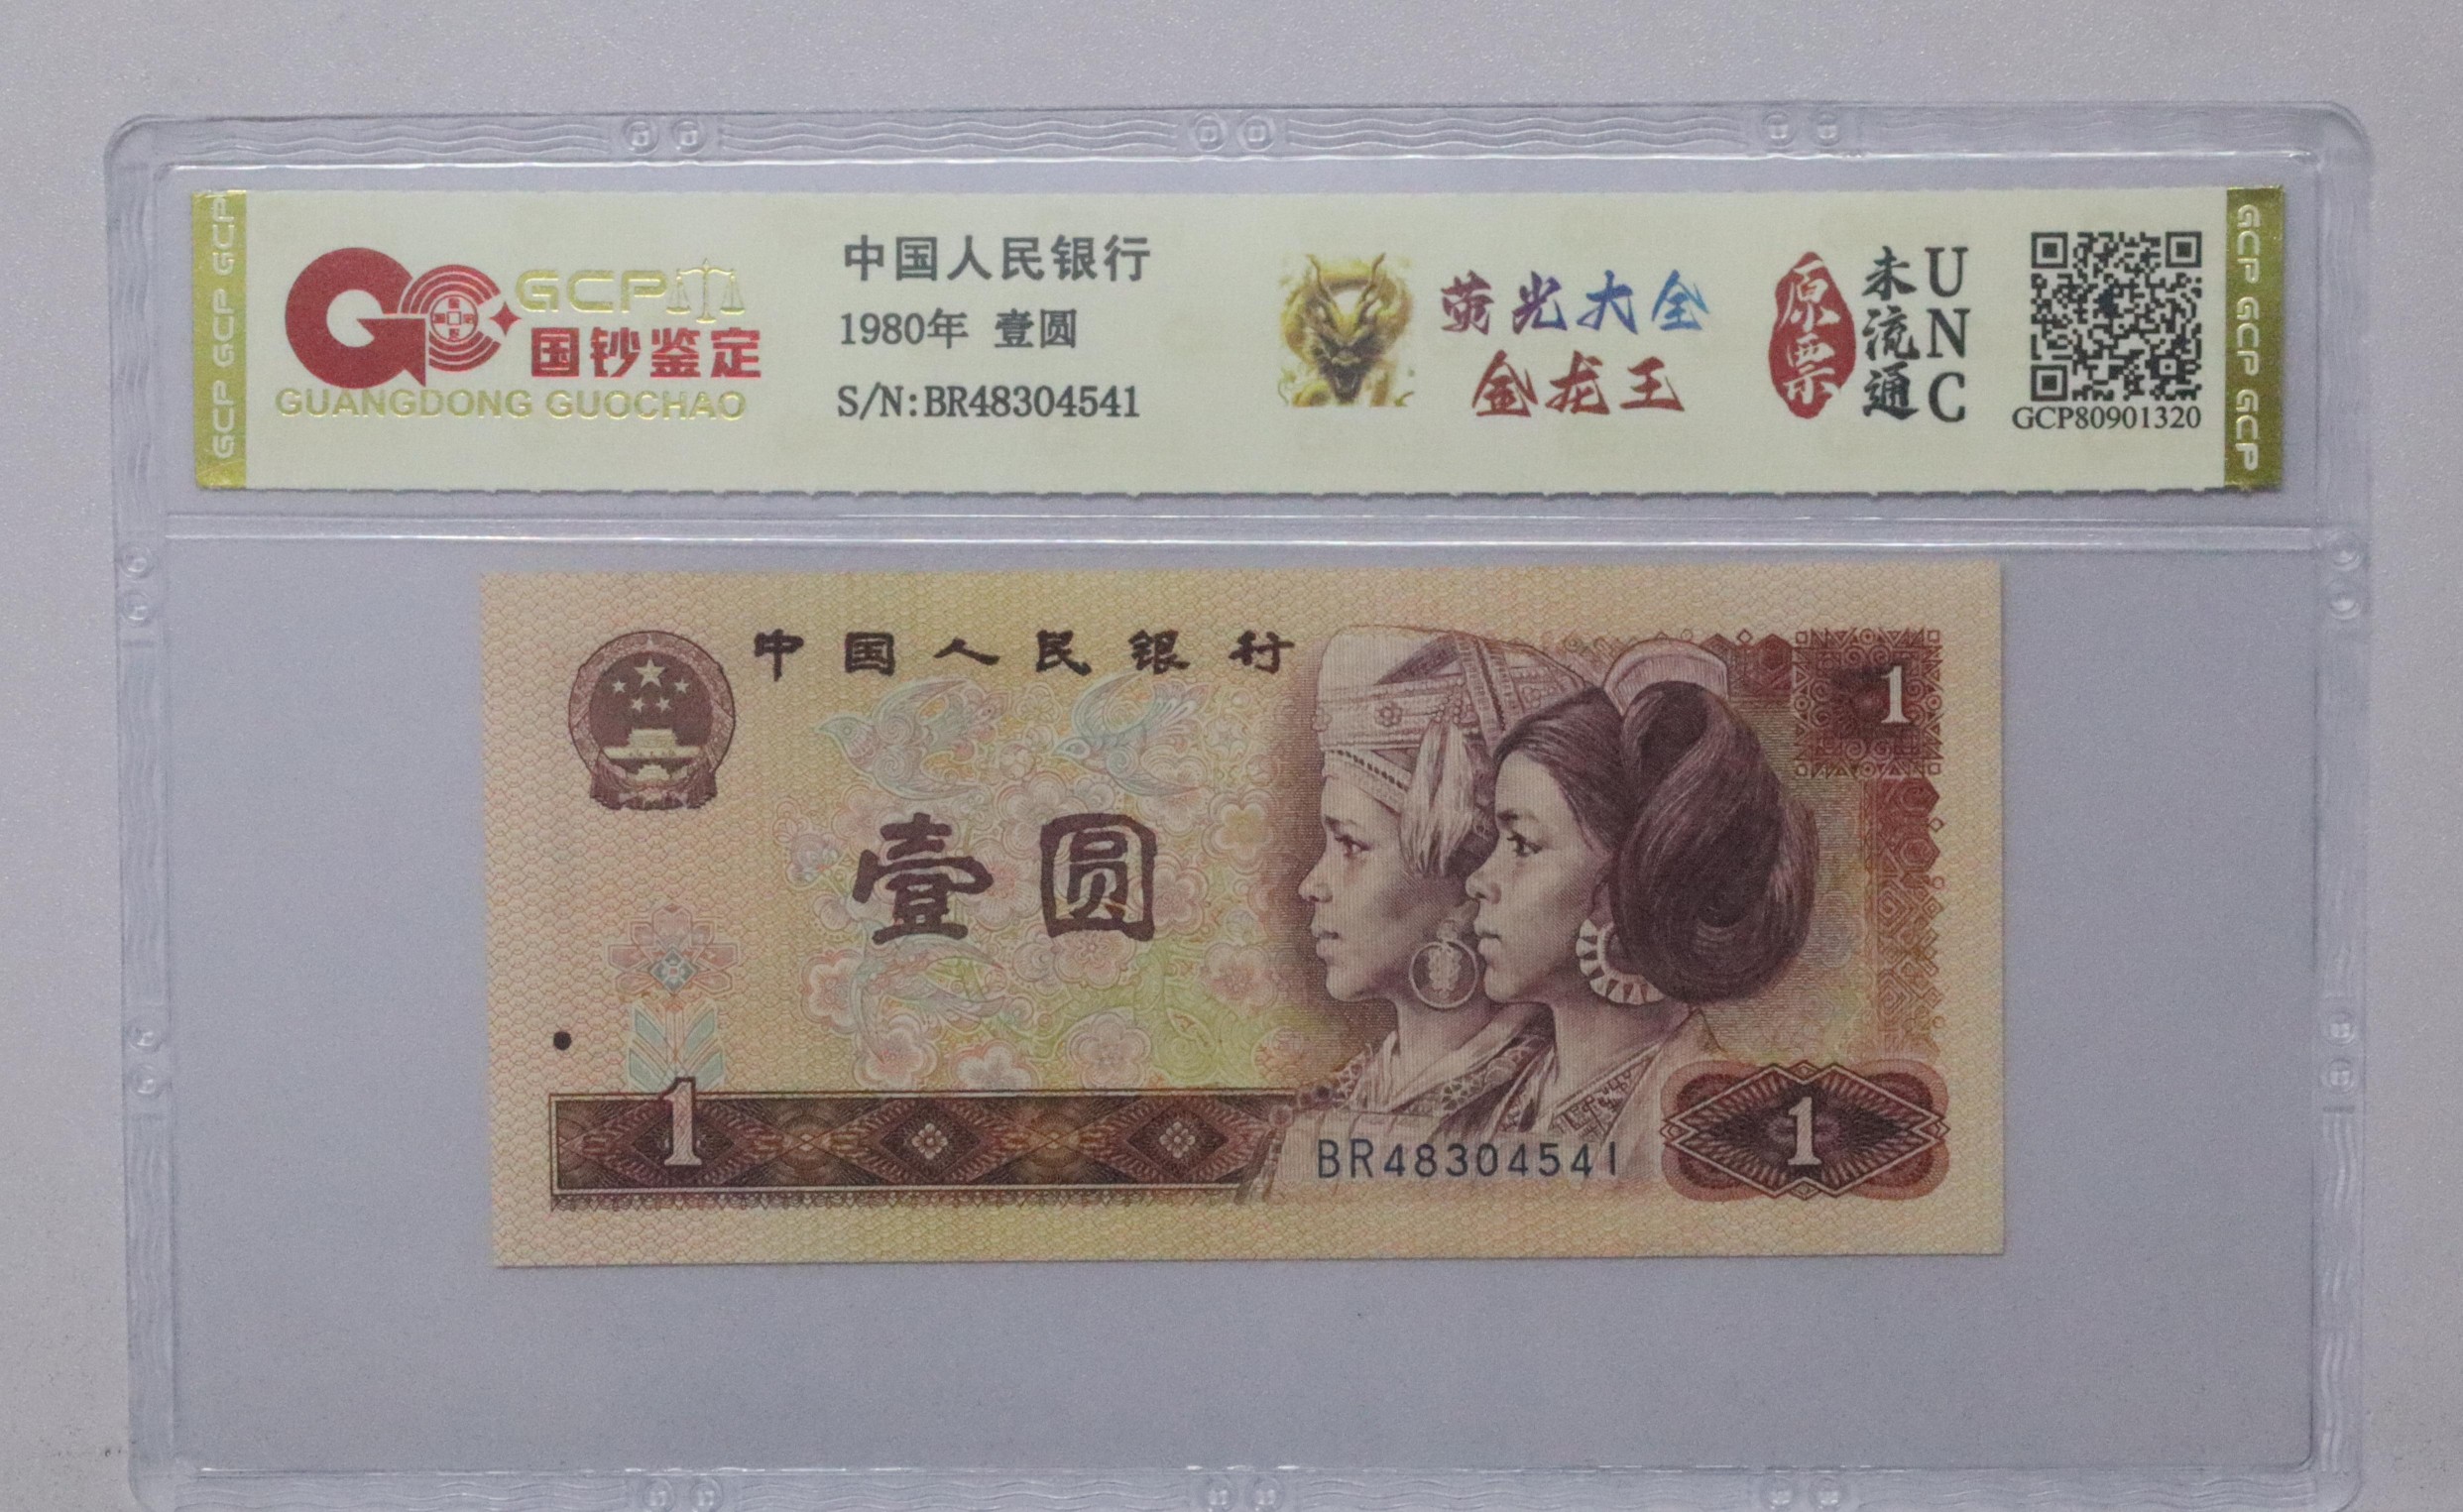 GCP GCP GCP
GCP
国钞鉴定
GUANGDONG GUOCHAO
中国人民银行
1980年 壹圆
S/N:BR48304541
荧光大全
金龙王
原票
未流通
UNC
GCP80901320
GCP GCP GCP
中国人民银行
1
壹圆
1
BR48304541
1